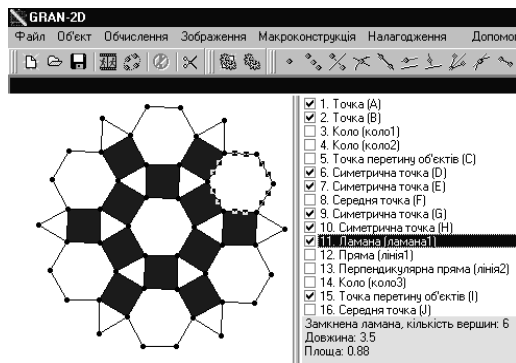 GRAN-2D
Файл Об'єкт Обчислення Зображення Макроконструкція Налагодження Допомо
1. Точка (A)
2. Точка (B)
3. Коло (коло1)
4. Коло (коло2)
5. Точка перетину об'єктів (C)
6. Симетрична точка (D)
7. Симетрична точка (E)
8. Середня точка (F)
9. Симетрична точка (G)
10. Симетрична точка (H)
11. Ламана (ламана1)
12. Пряма (лінія1)
13. Перпендикулярна пряма (лінія2)
14. Коло (коло3)
15. Точка перетину об'єктів (I)
16. Середня точка (J)
Замкнена ламана, кількість вершин: 6
Довжина: 3.5
Площа: 0.88